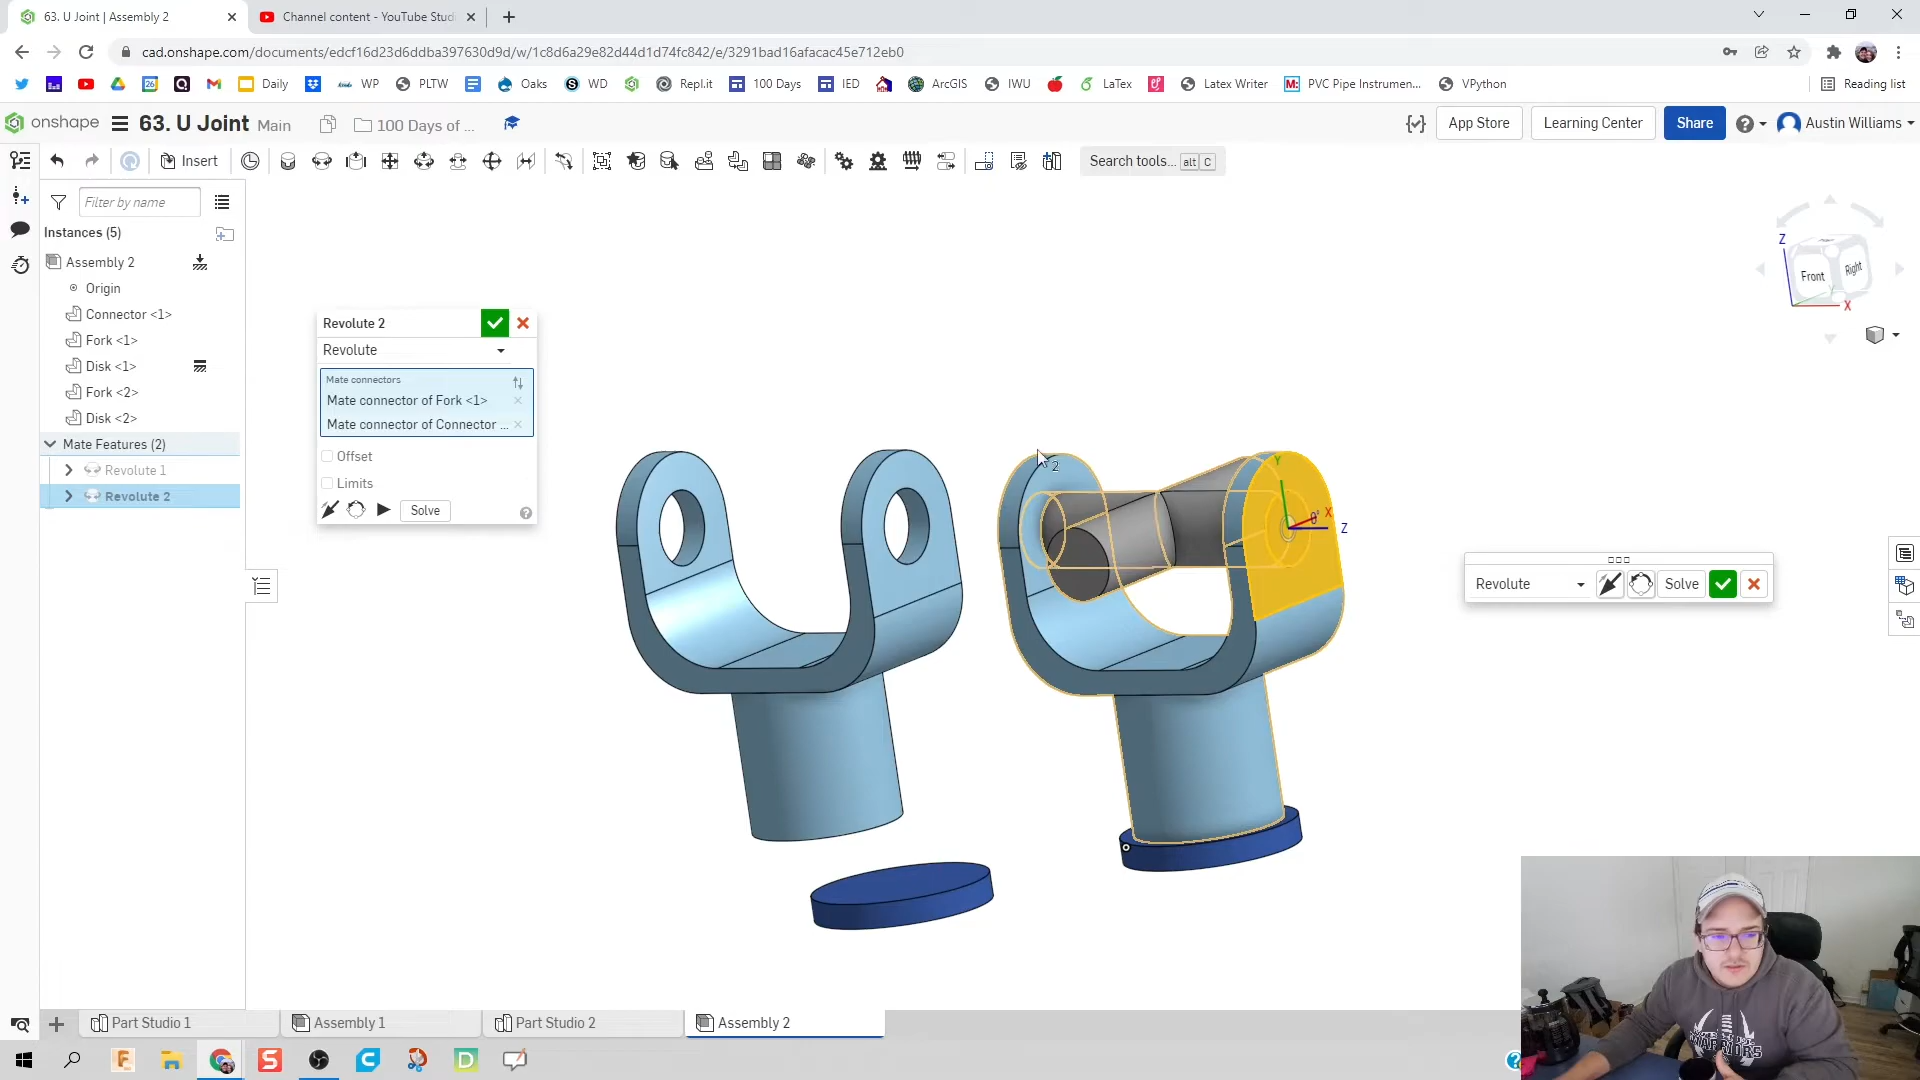 63. U Joint | Assembly 2
Channel content - YouTube Studi
cad.onshape.com/documents/edcf16d23d6ddba397630d9d/w/1c8d6a29e82d44d1d74fc842/e/3291bad16afacac45e712eb0
Daily
WP
PLTW
Oaks
WD
Repl.it
100 Days
IED
ArcGIS
IWU
LaTex
Latex Writer
M: PVC Pipe Instrumen...
VPython
Reading list
onshape
63. U Joint Main
100 Days of ...
App Store
Learning Center
Share
Austin Williams
Insert
Search tools... alt C
Filter by name
Instances (5)
Assembly 2
Origin
Connector <1>
Fork <1>
Disk <1>
Fork <2>
Disk <2>
Mate Features (2)
Revolute 1
Revolute 2
Revolute 2
Revolute
Mate connectors
Mate connector of Fork <1>
Mate connector of Connector ...
Offset
Limits
Solve
2
Y
X
0°
Z
Z
Front
Right
X
Revolute
Solve
WARRIORS
Part Studio 1
Assembly 1
Part Studio 2
Assembly 2